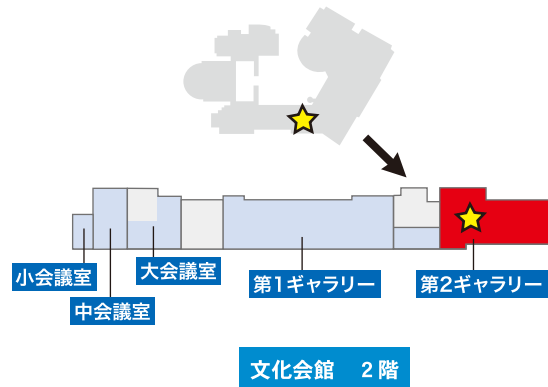 小会議室
中会議室
大会議室
第1ギャラリー
第2ギャラリー
文化会館　2階